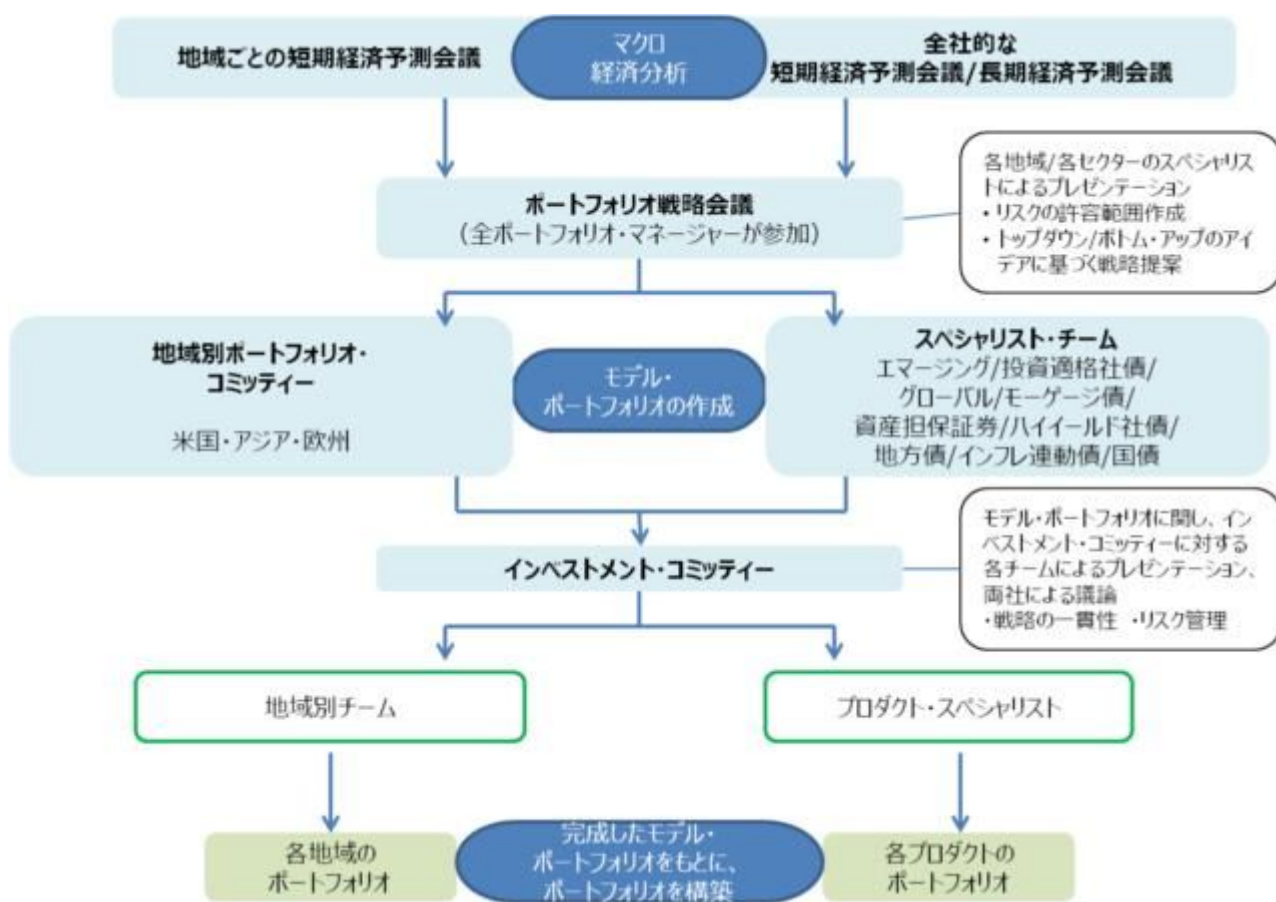 地域ごとの短期経済予測会議
マクロ
経済分析
全社的な
短期経済予測会議/長期経済予測会議
ポートフォリオ戦略会議
(全ポートフォリオ・マネージャーが参加)
各地域/各セクターのスペシャリス
トによるプレゼンテーション
・リスクの許容範囲作成
・トップダウン/ボトム・アップのアイ
デアに基づく戦略提案
地域別ポートフォリオ・
コミッティー
米国・アジア・欧州
モデル・
ポートフォリオの作成
スペシャリスト・チーム
エマージング/投資適格社債/
グローバル/モーゲージ債/
資産担保証券/ハイイールド社債/
地方債/インフレ連動債/国債
インベストメント・コミッティー
モデル・ポートフォリオに関し、イン
ベストメント・コミッティーに対する
各チームによるプレゼンテーション、
両社による議論
・戦略の一貫性 ・リスク管理
地域別チーム
プロダクト・スペシャリスト
各地域の
ポートフォリオ
完成したモデル・
ポートフォリオをもとに、
ポートフォリオを構築
各プロダクトの
ポートフォリオ